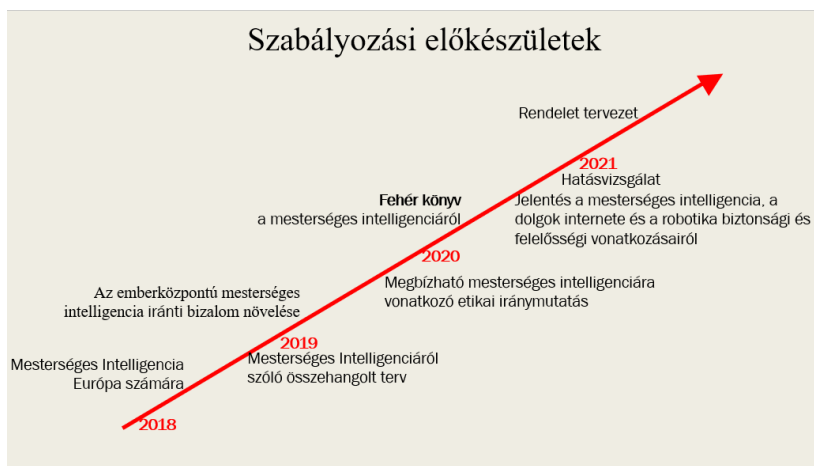 Szabályozási előkészületek
Rendelet tervezet
2021
Hatásvizsgálat
Fehér könyv
a mesterséges intelligenciáról
Jelentés a mesterséges intelligencia, a
dolgok internete és a robotika biztonsági és
felelősségi vonatkozásairól
2020
Megbízható mesterséges intelligenciára
vonatkozó etikai iránymutatás
Az emberközpontú mesterséges
intelligencia iránti bizalom növelése
2019
Mesterséges Intelligenciáról
szóló összehangolt terv
Mesterséges Intelligencia
Európa számára
2018